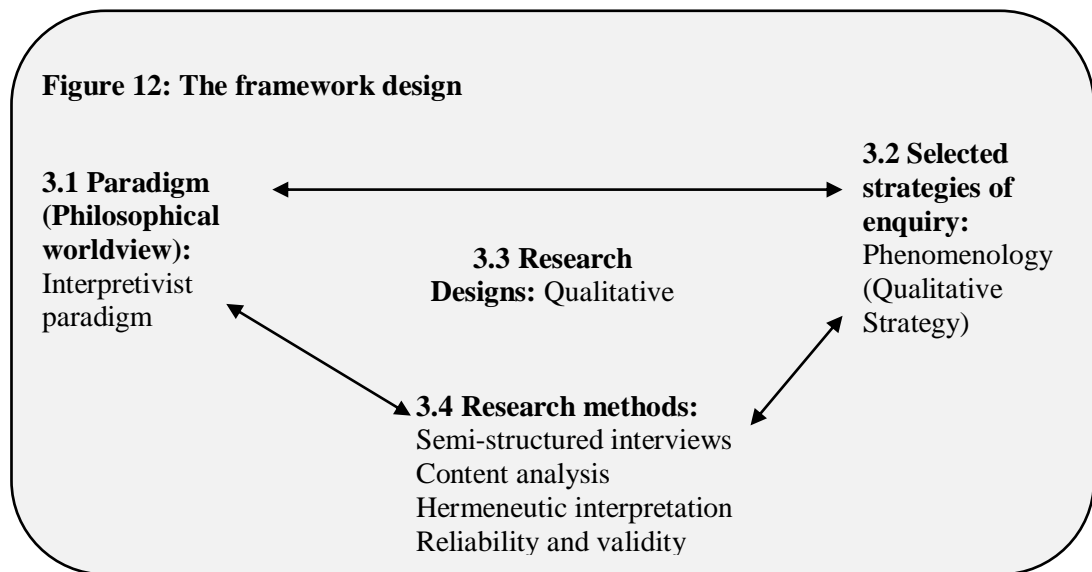 Figure 12: The framework design
3.1 Paradigm
(Philosophical
worldview):
Interpretivist
paradigm
3.2 Selected
strategies of
enquiry:
Phenomenology
(Qualitative
Strategy)
3.3 Research
Designs: Qualitative
3.4 Research methods:
Semi-structured interviews
Content analysis
Hermeneutic interpretation
Reliability and validity